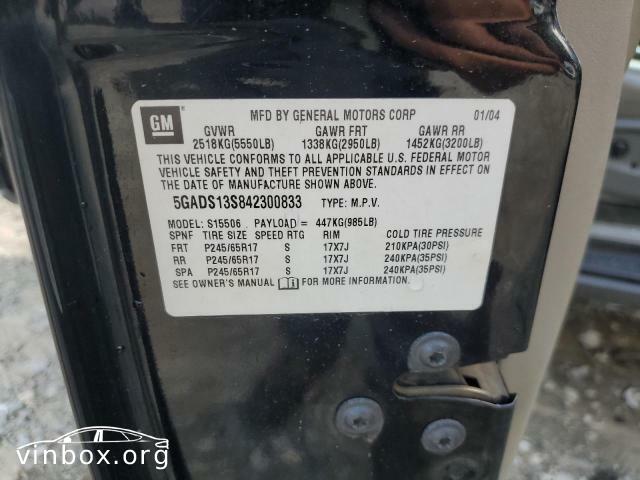 GM
MFD BY GENERAL MOTORS CORP 01/04
GVWR GAWR FRT GAWR RR
2518KG(5550LB) 1338KG(2950LB) 1452KG(3200LB)
THIS VEHICLE CONFORMS TO ALL APPLICABLE U.S. FEDERAL MOTOR
VEHICLE SAFETY AND THEFT PREVENTION STANDARDS IN EFFECT ON
THE DATE OF MANUFACTURE SHOWN ABOVE.
5GADS13S842300833 TYPE: M.P.V.
MODEL: S15506 PAYLOAD = 447KG(985LB)
SPNF TIRE SIZE SPEED RTG RIM COLD TIRE PRESSURE
FRT P245/65R17 S 17X7J 210KPA(30PSI)
RR P245/65R17 S 17X7J 240KPA(35PSI)
SPA P245/65R17 S 17X7J 240KPA(35PSI)
SEE OWNER'S MANUAL FOR MORE INFORMATION.
vinbox.org